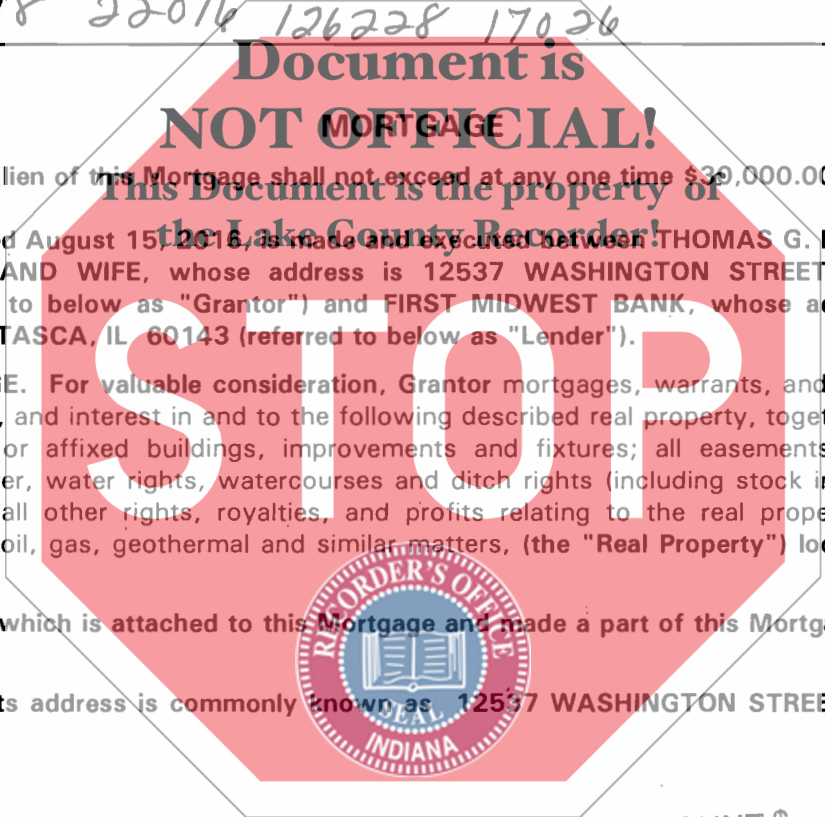 8 22016 126228 17026
Document is
NOT OFFICIAL!
MORTGAGE
lien of this Mortgage shall not exceed at any one time $30,000.00
This Document is the property of
the Lake County Recorder!
d August 15, 2016, is made and executed between THOMAS G.
AND WIFE, whose address is 12537 WASHINGTON STREET
to below as "Grantor") and FIRST MIDWEST BANK, whose a
TASCA, IL 60143 (referred to below as "Lender").
GE. For valuable consideration, Grantor mortgages, warrants, and
, and interest in and to the following described real property, toget
or affixed buildings, improvements and fixtures; all easements
er, water rights, watercourses and ditch rights (including stock in
all other rights, royalties, and profits relating to the real prope
oil, gas, geothermal and similar matters, (the "Real Property") loc
STOP
which is attached to this Mortgage and made a part of this Mortga
RECORDER'S OFFICE
ts address is commonly known as 12537 WASHINGTON STREE
SEAL
INDIANA